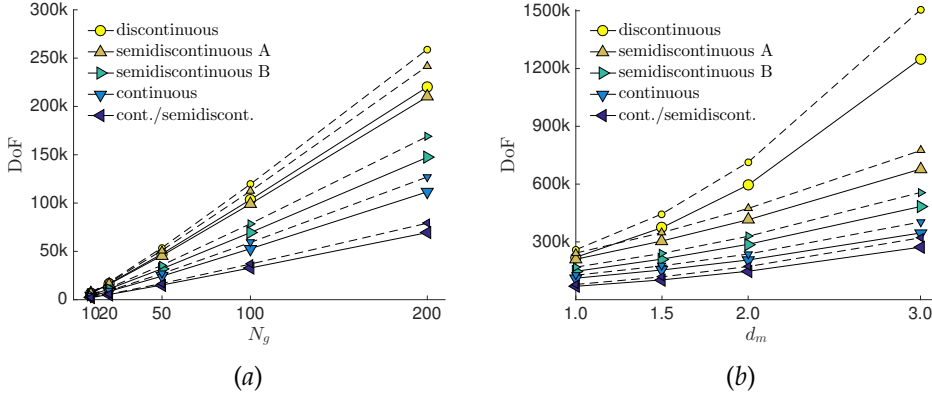 300k
250k
200k
150k
100k
50k
0
DoF
discontinuous
semidiscontinuous A
semidiscontinuous B
continuous
cont./semidiscont.
10 20 50 100 200
N_g
(a)
1500k
1200k
900k
600k
300k
DoF
discontinuous
semidiscontinuous A
semidiscontinuous B
continuous
cont./semidiscont.
1.0 1.5 2.0 3.0
d_m
(b)